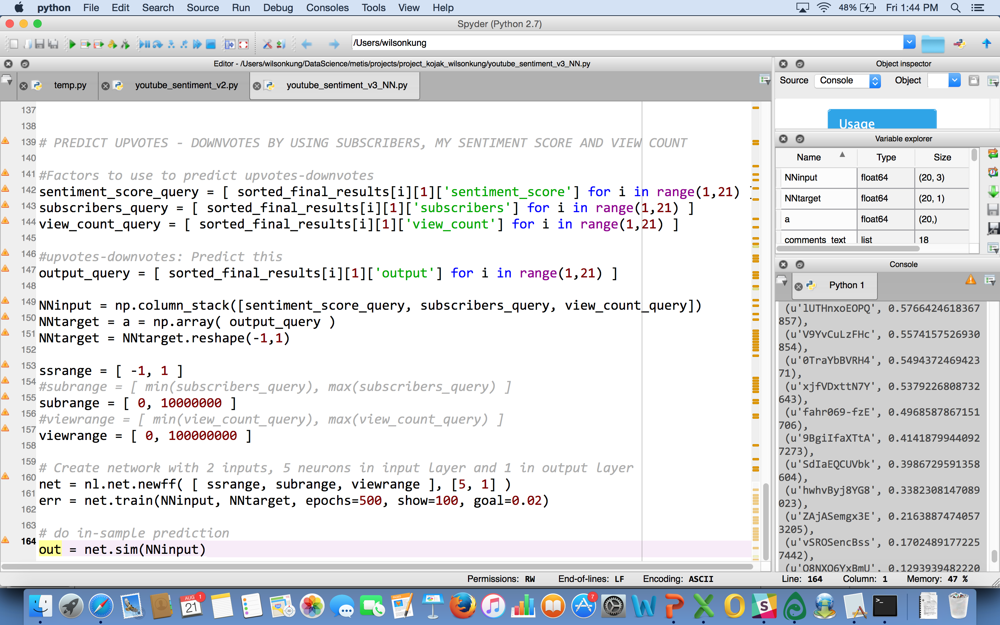 python File Edit Search Source Run Debug Consoles Tools View Help 48% Fri 1:44 PM
Spyder (Python 2.7)
/Users/wilsonkung
Editor - /Users/wilsonkung/DataScience/metis/projects/project_kojak_wilsonkung/youtube_sentiment_v3_NN.py
temp.py youtube_sentiment_v2.py youtube_sentiment_v3_NN.py
137
138
139 # PREDICT UPVOTES - DOWNVOTES BY USING SUBSCRIBERS, MY SENTIMENT SCORE AND VIEW COUNT
140
141 #Factors to use to predict upvotes-downvotes
142 sentiment_score_query = [ sorted_final_results[i][1]['sentiment_score'] for i in range(1,21) ]
143 subscribers_query = [ sorted_final_results[i][1]['subscribers'] for i in range(1,21) ]
144 view_count_query = [ sorted_final_results[i][1]['view_count'] for i in range(1,21) ]
145
146 #upvotes-downvotes: Predict this
147 output_query = [ sorted_final_results[i][1]['output'] for i in range(1,21) ]
148
149 NNinput = np.column_stack([sentiment_score_query, subscribers_query, view_count_query])
150 NNtarget = a = np.array( output_query )
151 NNtarget = NNtarget.reshape(-1,1)
152
153 ssrange = [ -1, 1 ]
154 #subrange = [ min(subscribers_query), max(subscribers_query) ]
155 subrange = [ 0, 10000000 ]
156 #viewrange = [ min(view_count_query), max(view_count_query) ]
157 viewrange = [ 0, 100000000 ]
158
159 # Create network with 2 inputs, 5 neurons in input layer and 1 in output layer
160 net = nl.net.newff( [ ssrange, subrange, viewrange ], [5, 1] )
161 err = net.train(NNinput, NNtarget, epochs=500, show=100, goal=0.02)
162
163 # do in-sample prediction
164 out = net.sim(NNinput)
Permissions: RW End-of-lines: LF Encoding: ASCII Line: 164 Column: 1 Memory: 47 %
Object inspector
Source Console Object
Usage
Variable explorer
Name Type Size
NNinput float64 (20, 3)
NNtarget float64 (20, 1)
a float64 (20,)
comments_text list 18
Console
Python 1
(u'lUTHnxoEOPQ', 0.5766424618367
857),
(u'V9YvCuLzFHc', 0.5574157526930
854),
(u'0TraYbBVRH4', 0.5494372469423
71),
(u'xjfVDxttN7Y', 0.5379226808732
643),
(u'fahr069-fzE', 0.4968587867151
706),
(u'9BgiIfaXTtA', 0.4141879944092
7273),
(u'SdIaEQCUVbk', 0.3986729591358
604),
(u'hwhvByj8YG8', 0.3382308147089
023),
(u'ZAjASemgx3E', 0.2163887474057
3205),
(u'vSROSencBss', 0.1702489177225
7442),
(u'O8NXO6YxBmU', 0.1293939482220
AUG 1
21
PAGES
3D
7
S
>_